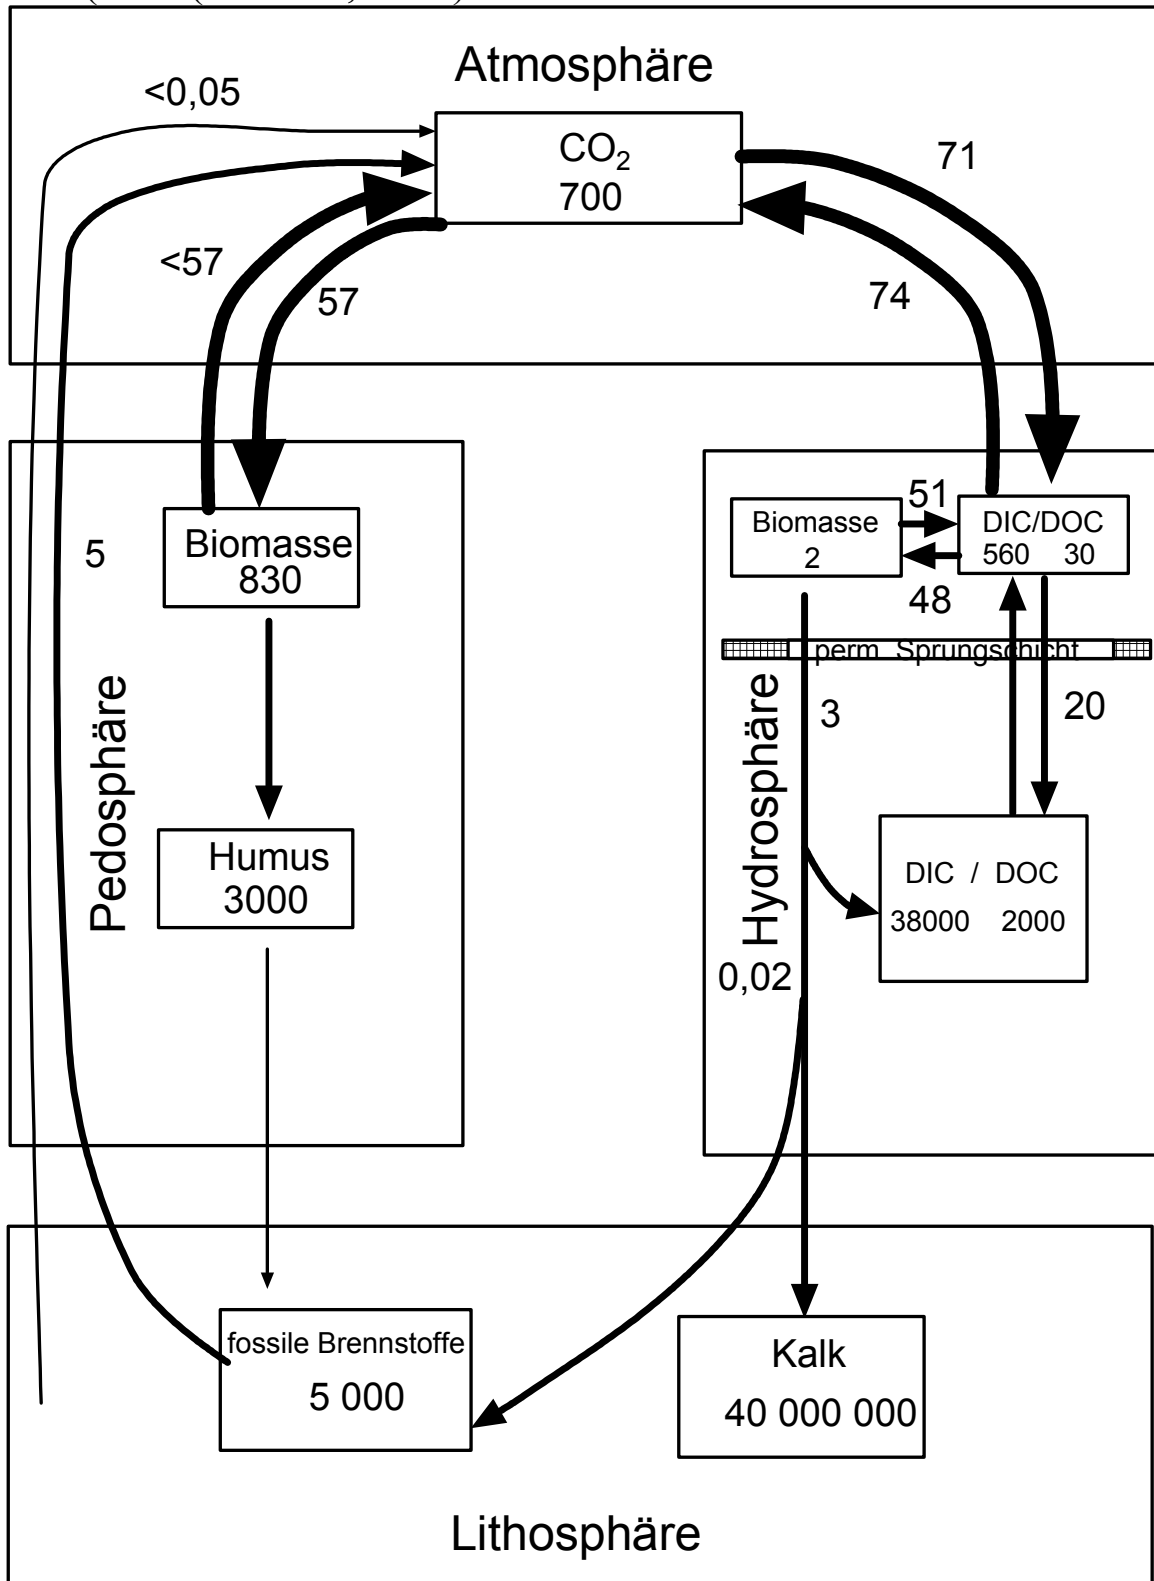 Atmosphäre
<0,05
CO₂
700
71
<57
57
74
5
Biomasse
830
Pedosphäre
Humus
3000
51
Biomasse
2
DIC/DOC
560 30
48
perm. Sprungschicht
3
20
Hydrosphäre
DIC / DOC
38000 2000
0,02
fossile Brennstoffe
5 000
Kalk
40 000 000
Lithosphäre